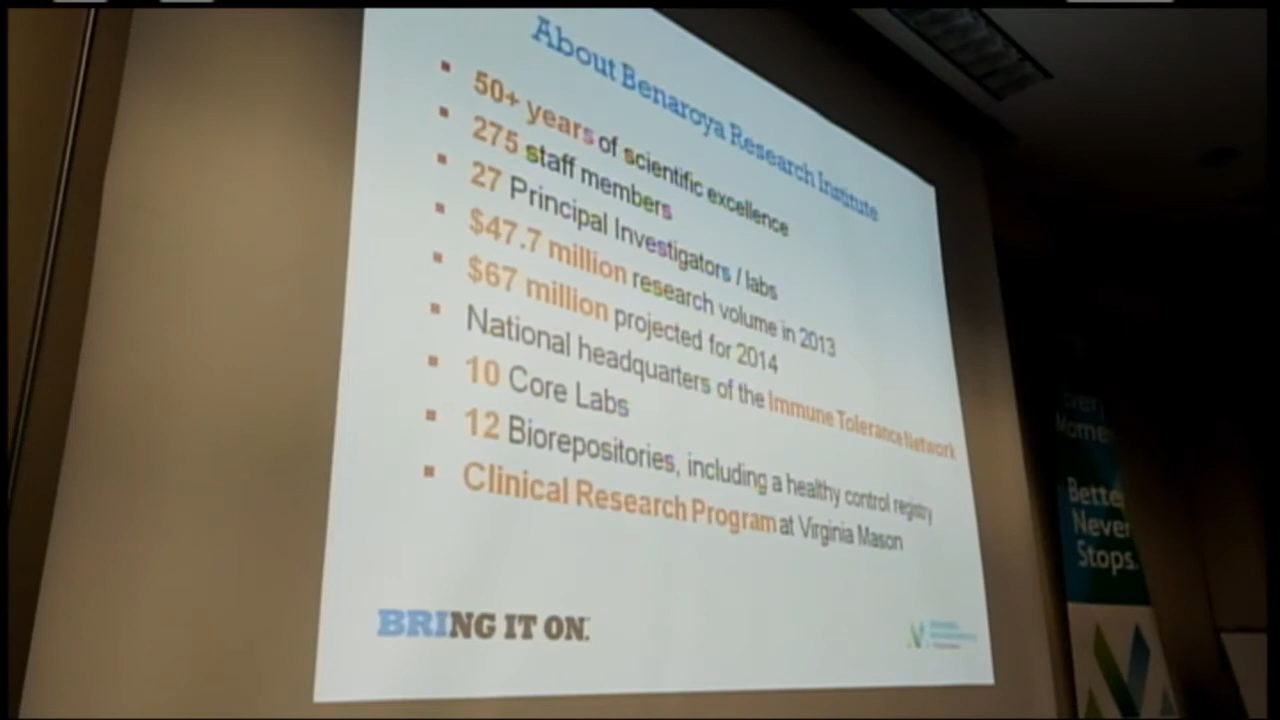 About Benaroya Research Institute
50+ years of scientific excellence
275 staff members
27 Principal Investigators / labs
$47.7 million research volume in 2013
$67 million projected for 2014
National headquarters of the Immune Tolerance Network
10 Core Labs
12 Biorepositories, including a healthy control registry
Clinical Research Program at Virginia Mason
BRING IT ON.
Better
Never
Stops.